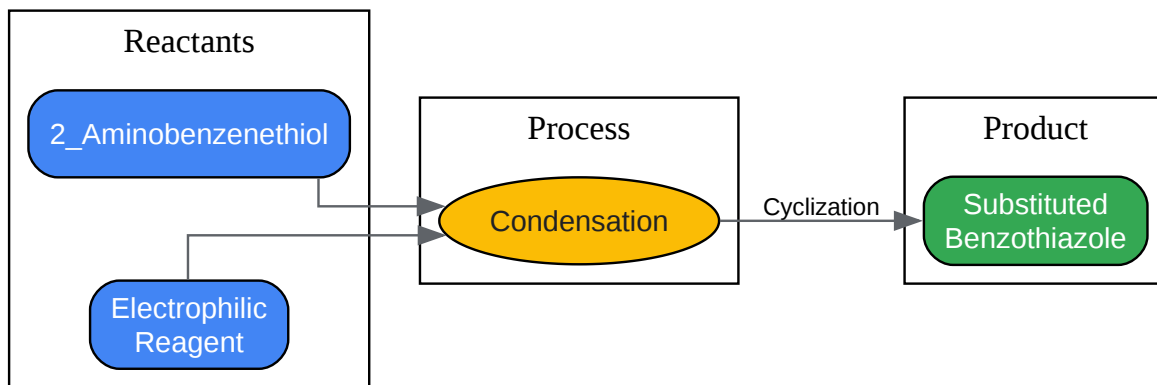 Reactants
2_Aminobenzenethiol
Electrophilic
Reagent
Process
Condensation
Cyclization
Product
Substituted
Benzothiazole